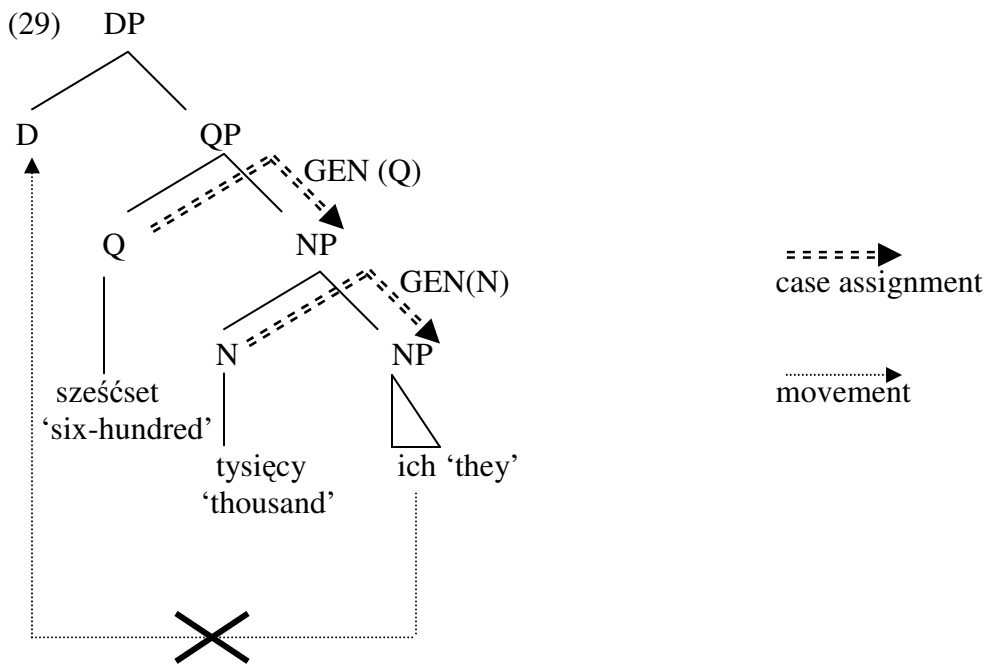 (29) DP
D QP
GEN (Q)
Q NP
GEN(N)
case assignment
N NP
sześćset
‘six-hundred’
movement
tysięcy
‘thousand’
ich ‘they’